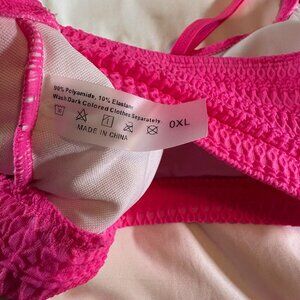 90% Polyamide, 10% Elastane
Wash Dark Colored Clothes Separately
0XL
MADE IN CHINA